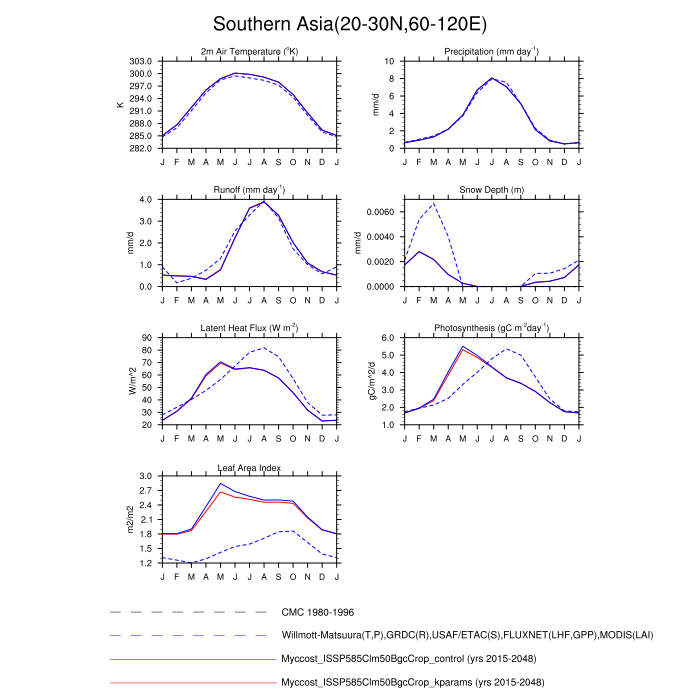 Southern Asia(20-30N,60-120E)
2m Air Temperature (°K)
Precipitation (mm day⁻¹)
303.0
300.0
297.0
294.0
291.0
288.0
285.0
282.0
K
J F M A M J J A S O N D J
10
8
6
4
2
0
mm/d
J F M A M J J A S O N D J
Runoff (mm day⁻¹)
Snow Depth (m)
4.0
3.0
2.0
1.0
0.0
mm/d
J F M A M J J A S O N D J
0.0060
0.0040
0.0020
0.0000
mm/d
J F M A M J J A S O N D J
Latent Heat Flux (W m⁻²)
Photosynthesis (gC m⁻²day⁻¹)
90
80
70
60
50
40
30
20
W/m^2
J F M A M J J A S O N D J
6.0
5.0
4.0
3.0
2.0
1.0
gC/m^2/d
J F M A M J J A S O N D J
Leaf Area Index
3.0
2.7
2.4
2.1
1.8
1.5
1.2
m2/m2
J F M A M J J A S O N D J
CMC 1980-1996
Willmott-Matsuura(T,P),GRDC(R),USAF/ETAC(S),FLUXNET(LHF,GPP),MODIS(LAI)
Myccost_ISSP585Clm50BgcCrop_control (yrs 2015-2048)
Myccost_ISSP585Clm50BgcCrop_kparams (yrs 2015-2048)